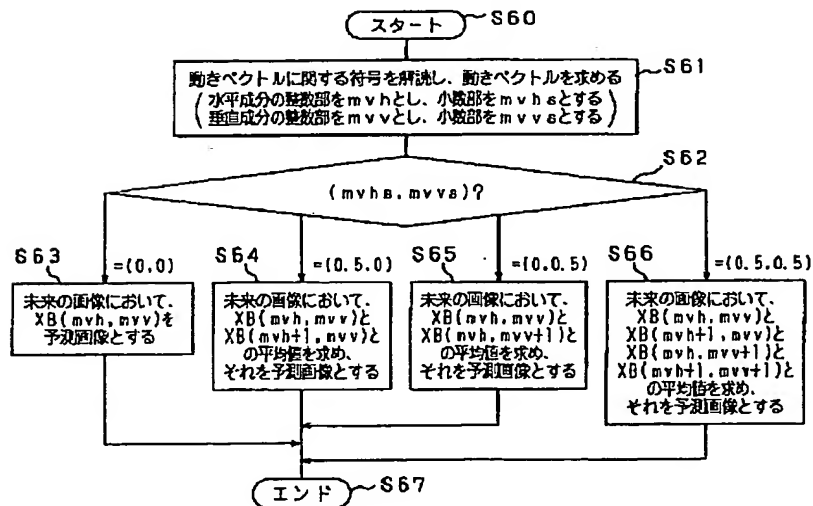 スタート
S60
S61
動きベクトルに関する符号を解読し、動きベクトルを求める
(水平成分の整数部をmvhとし、小数部をmvhsとする
垂直成分の整数部をmvvとし、小数部をmvvsとする)
S62
(mvhs.mvvs)?
S63
=(0,0)
未来の画像において、
XB(mvh,mvv)を
予測画像とする
S64
=(0.5.0)
未来の画像において、
XB(mvh,mvv)と
XB(mvh+1,mvv)と
の平均値を求め、
それを予測画像とする
S65
=(0,0.5)
未来の画像において、
XB(mvh,mvv)と
XB(mvh,mvv+1)と
の平均値を求め、
それを予測画像とする
S66
=(0.5.0.5)
未来の画像において、
XB(mvh,mvv)と
XB(mvh+1,mvv)と
XB(mvh,mvv+1)と
XB(mvh+1,mvv+1)と
の平均値を求め、
それを予測画像とする
エンド
S67